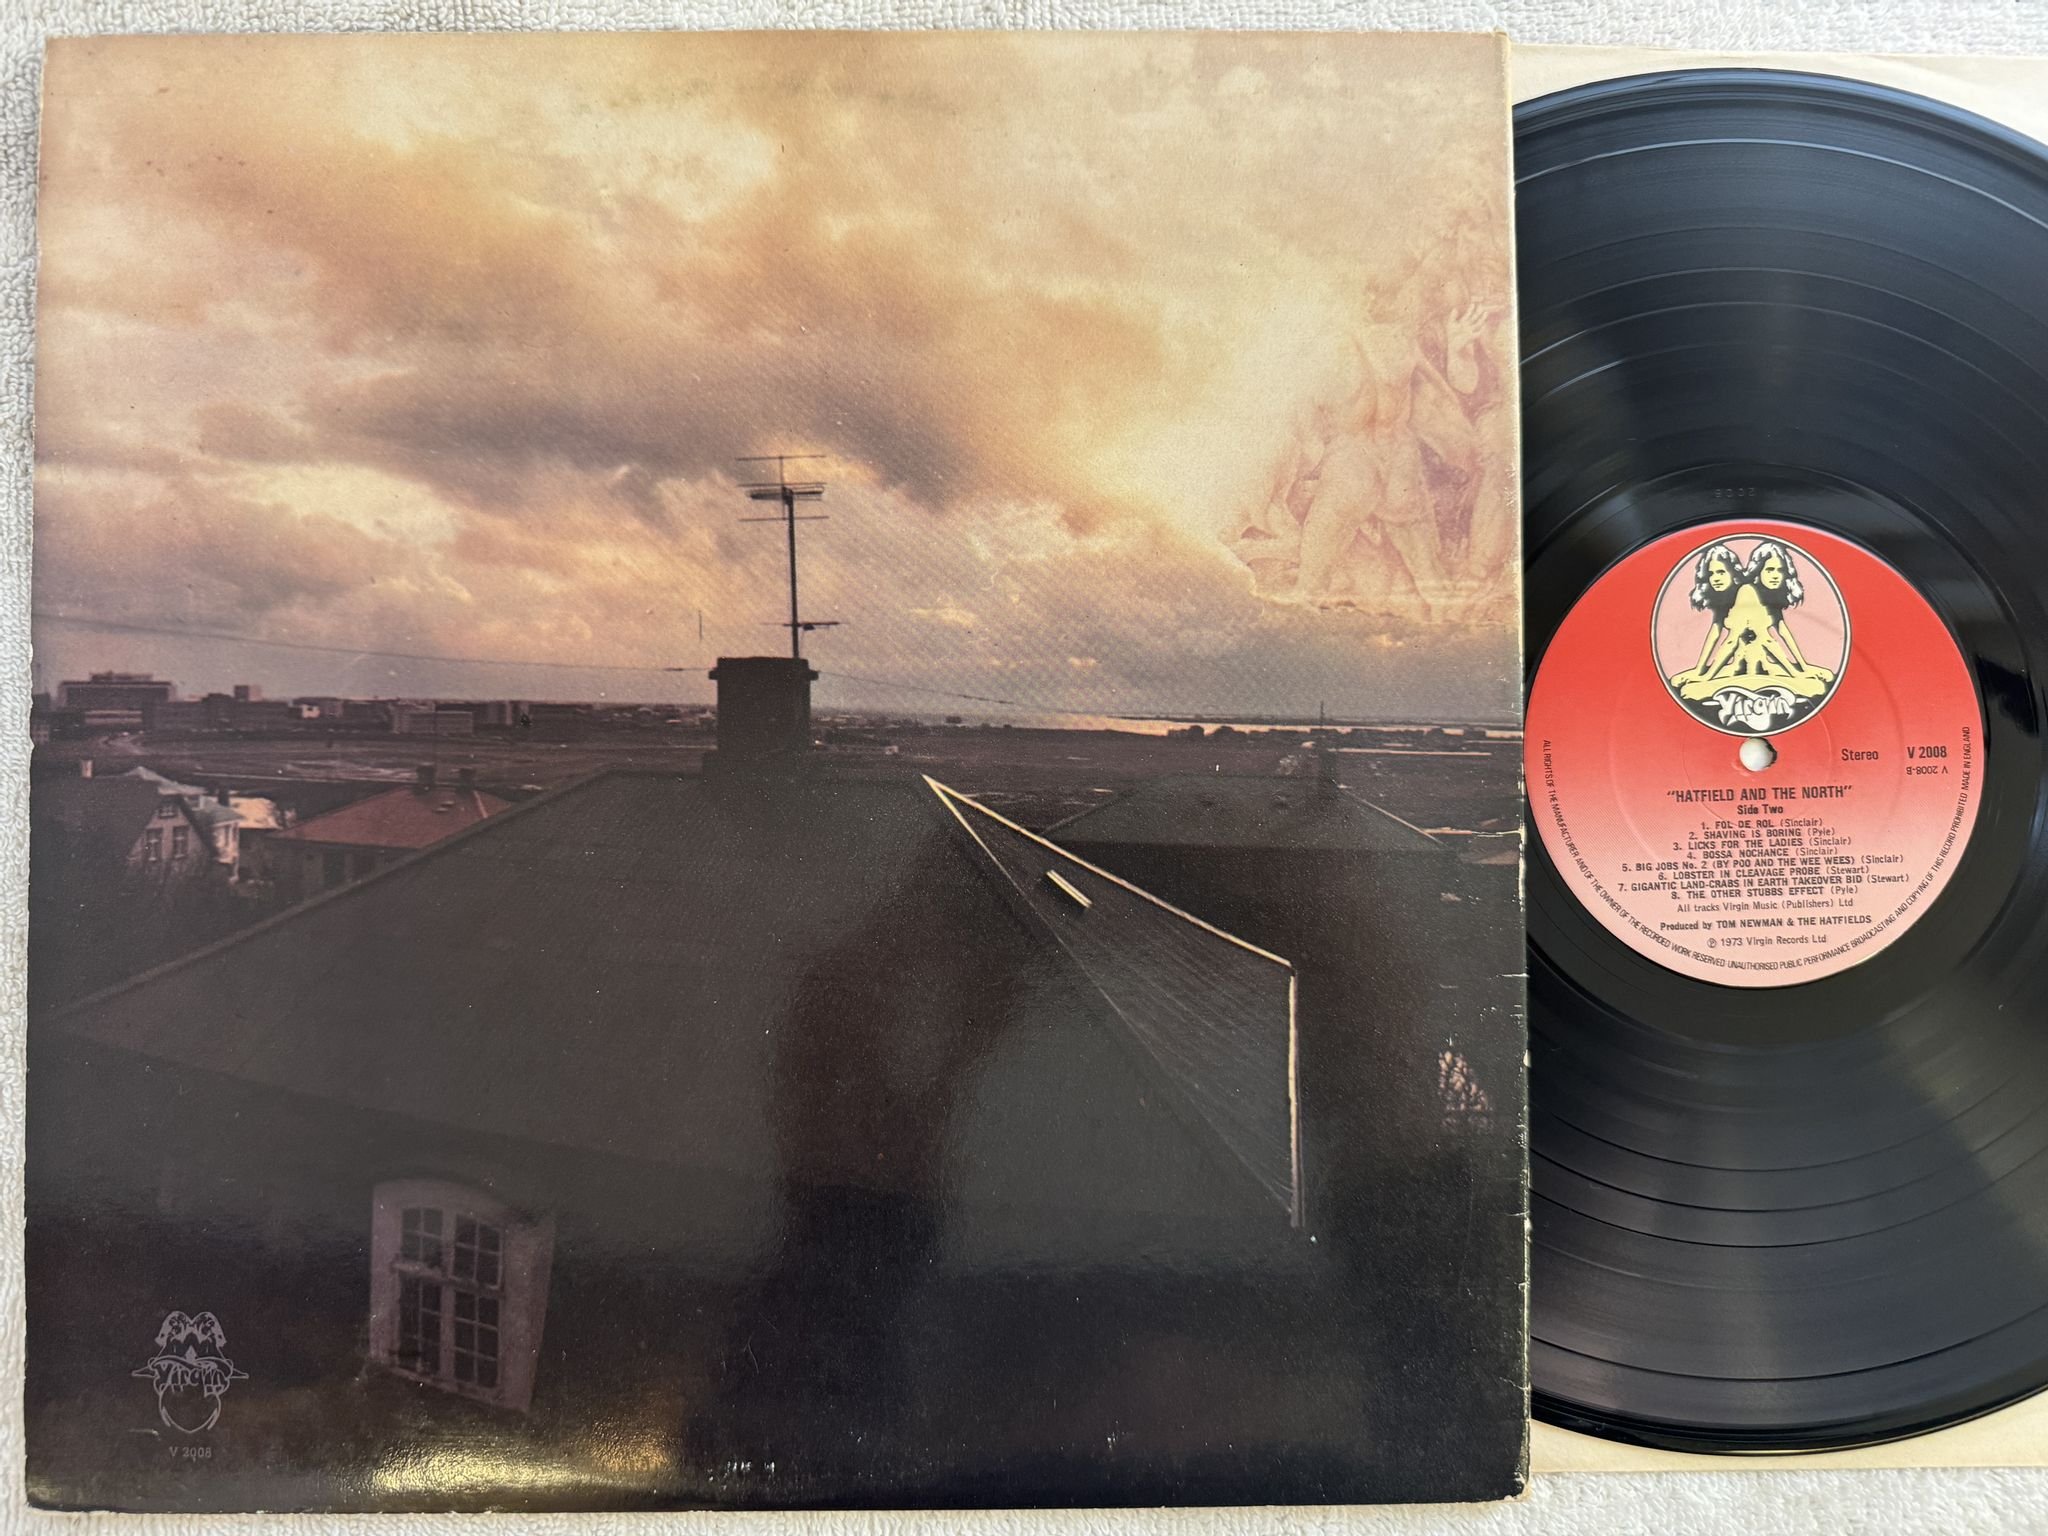 Virgin
V 2008
2008
Virgin
Stereo V 2008
V 2008-B
"HATFIELD AND THE NORTH"
Side Two
1. FOL DE ROL (Sinclair)
2. SHAVING IS BORING (Pyle)
3. LICKS FOR THE LADIES (Sinclair)
4. BOSSA NOCHANCE (Sinclair)
5. BIG JOBS No. 2 (BY POO AND THE WEE WEES) (Sinclair)
6. LOBSTER IN CLEAVAGE PROBE (Stewart)
7. GIGANTIC LAND-CRABS IN EARTH TAKEOVER BID (Stewart)
8. THE OTHER STUBBS EFFECT (Pyle)
All tracks Virgin Music (Publishers) Ltd
Produced by TOM NEWMAN & THE HATFIELDS
℗ 1973 Virgin Records Ltd
ALL RIGHTS OF THE MANUFACTURER AND OF THE OWNER OF THE RECORDED WORK RESERVED UNAUTHORISED PUBLIC PERFORMANCE BROADCASTING AND COPYING OF THIS RECORD PROHIBITED MADE IN ENGLAND